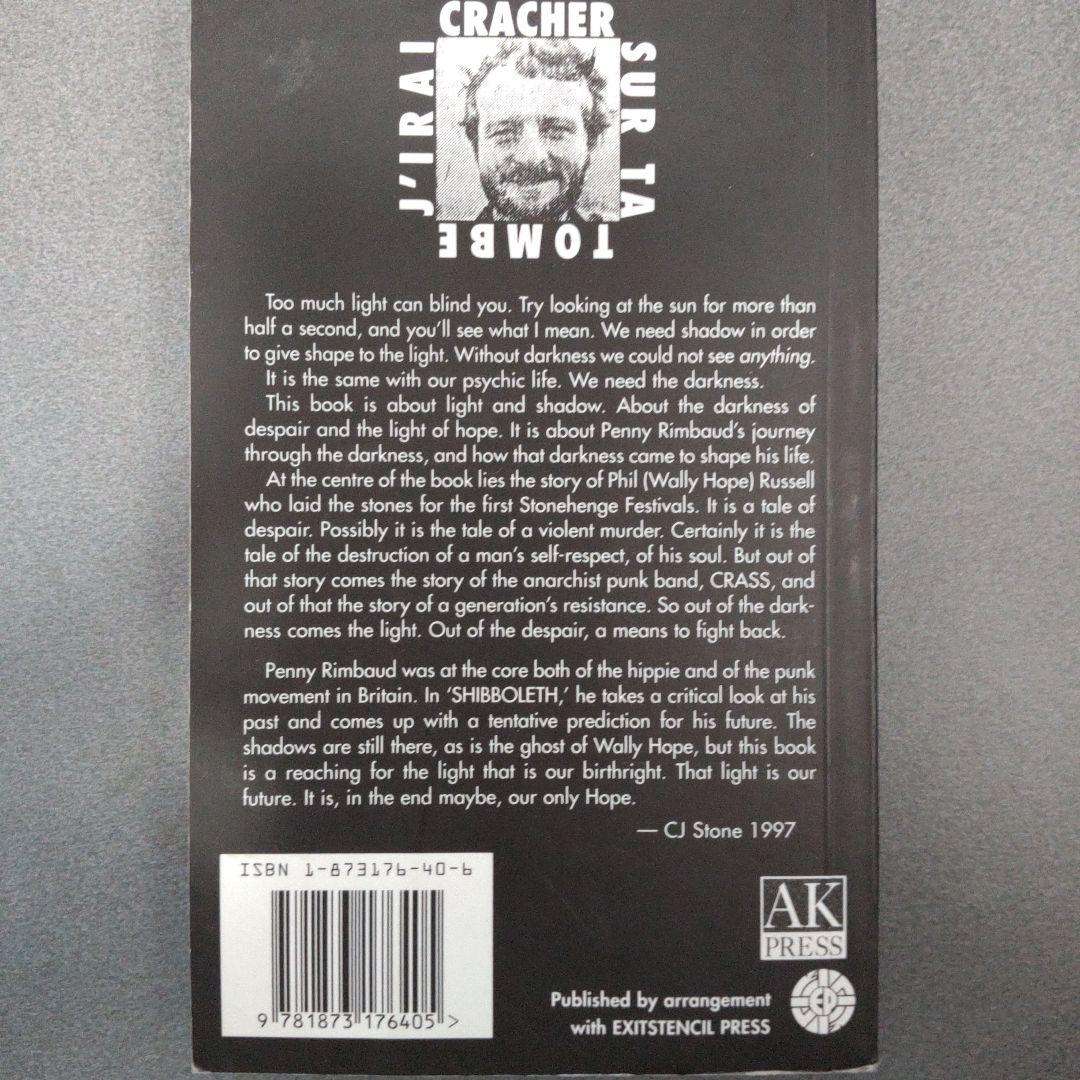 J'IRAI
CRACHER
SUR TA
TOMBE
Too much light can blind you. Try looking at the sun for more than
half a second, and you'll see what I mean. We need shadow in order
to give shape to the light. Without darkness we could not see anything.
It is the same with our psychic life. We need the darkness.
This book is about light and shadow. About the darkness of
despair and the light of hope. It is about Penny Rimbaud's journey
through the darkness, and how that darkness came to shape his life.
At the centre of the book lies the story of Phil (Wally Hope) Russell
who laid the stones for the first Stonehenge Festivals. It is a tale of
despair. Possibly it is the tale of a violent murder. Certainly it is the
tale of the destruction of a man's self-respect, of his soul. But out of
that story comes the story of the anarchist punk band, CRASS, and
out of that the story of a generation's resistance. So out of the dark-
ness comes the light. Out of the despair, a means to fight back.
Penny Rimbaud was at the core both of the hippie and of the punk
movement in Britain. In 'SHIBBOLETH,' he takes a critical look at his
past and comes up with a tentative prediction for his future. The
shadows are still there, as is the ghost of Wally Hope, but this book
is a reaching for the light that is our birthright. That light is our
future. It is, in the end maybe, our only Hope.
— CJ Stone 1997
ISBN 1-873176-40-6
9 781873 176405 >
AK
PRESS
Published by arrangement
with EXITSTENCIL PRESS